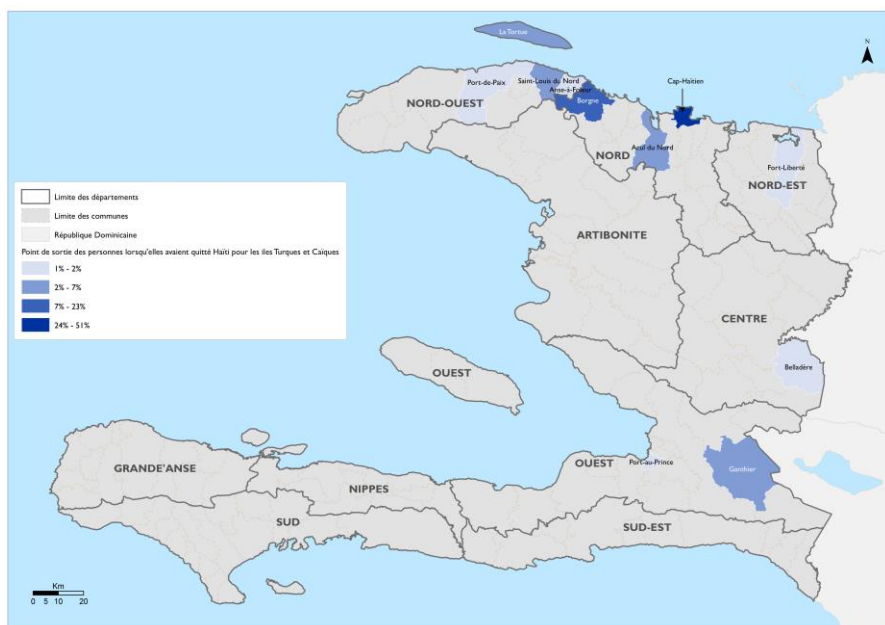 N
La Tortue
Port-de-Paix
Saint-Louis du Nord
Anse-à-Foleur
Borgne
Cap-Haïtien
NORD-OUEST
NORD
Acul du Nord
Fort-Liberté
NORD-EST
Limite des départements
Limite des communes
République Dominicaine
Point de sortie des personnes lorsqu'elles avaient quitté Haïti pour les iles Turques et Caïques
1% - 2%
2% - 7%
7% - 23%
24% - 51%
ARTIBONITE
CENTRE
Belladère
OUEST
OUEST
Port-au-Prince
Ganthier
GRANDE'ANSE
NIPPES
SUD
SUD-EST
Km
0 5 10 20